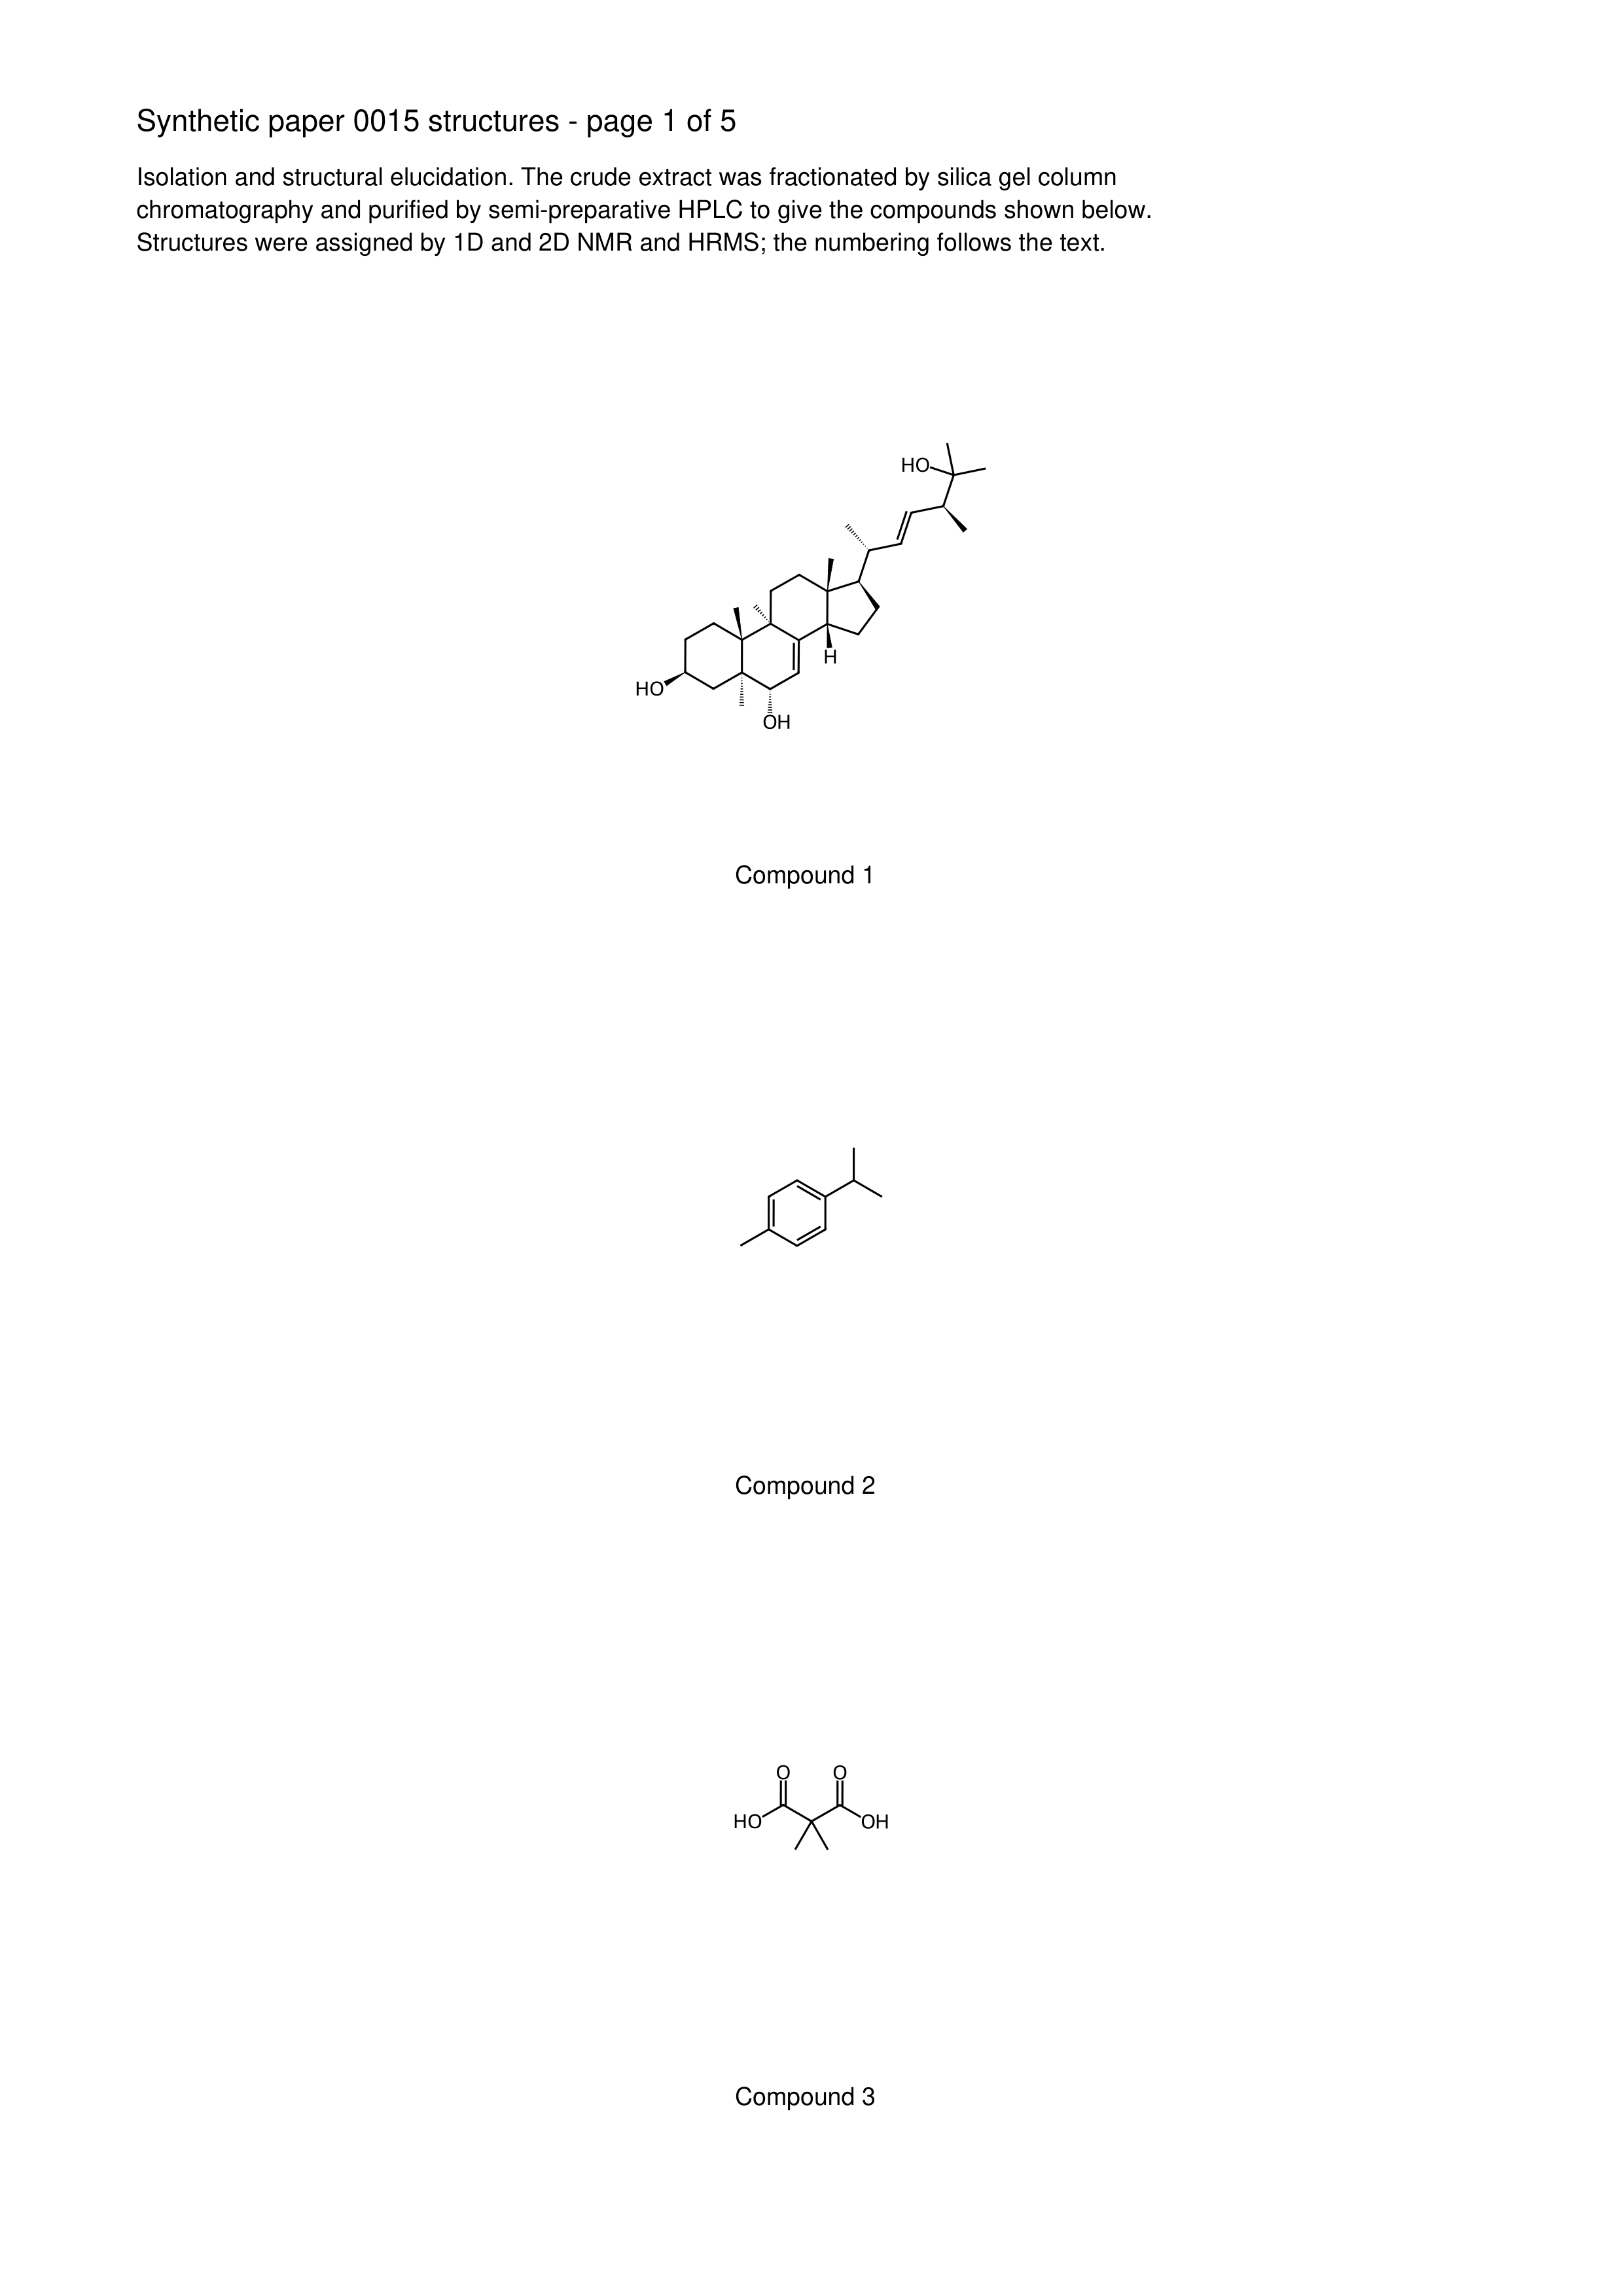 Synthetic paper 0015 structures - page 1 of 5
Isolation and structural elucidation. The crude extract was fractionated by silica gel column
chromatography and purified by semi-preparative HPLC to give the compounds shown below.
Structures were assigned by 1D and 2D NMR and HRMS; the numbering follows the text.
HO
H
HO
OH
Compound 1
Compound 2
O O
HO OH
Compound 3